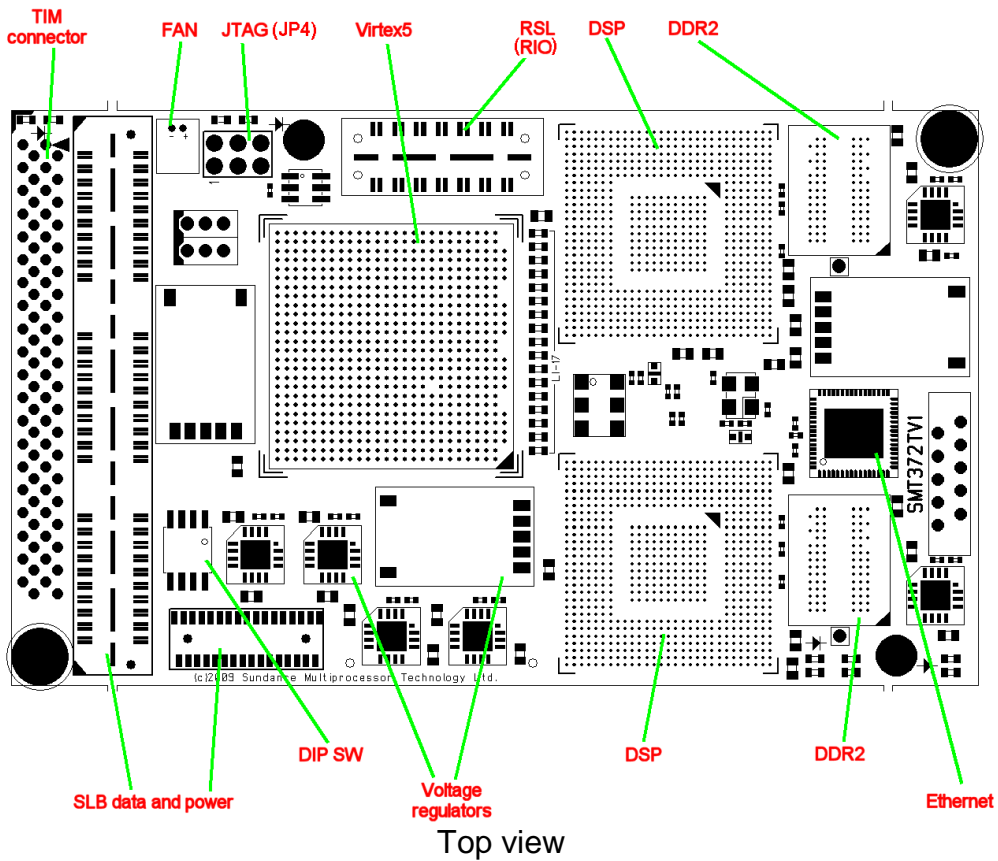 TIM
connector
FAN
JTAG (JP4)
Virtex5
RSL
(RIO)
DSP
DDR2
- +
1
L1-17
SMT372TV1
(c)2009 Sundance Multiprocessor Technology Ltd.
SLB data and power
DIP SW
Voltage
regulators
DSP
DDR2
Ethernet
Top view